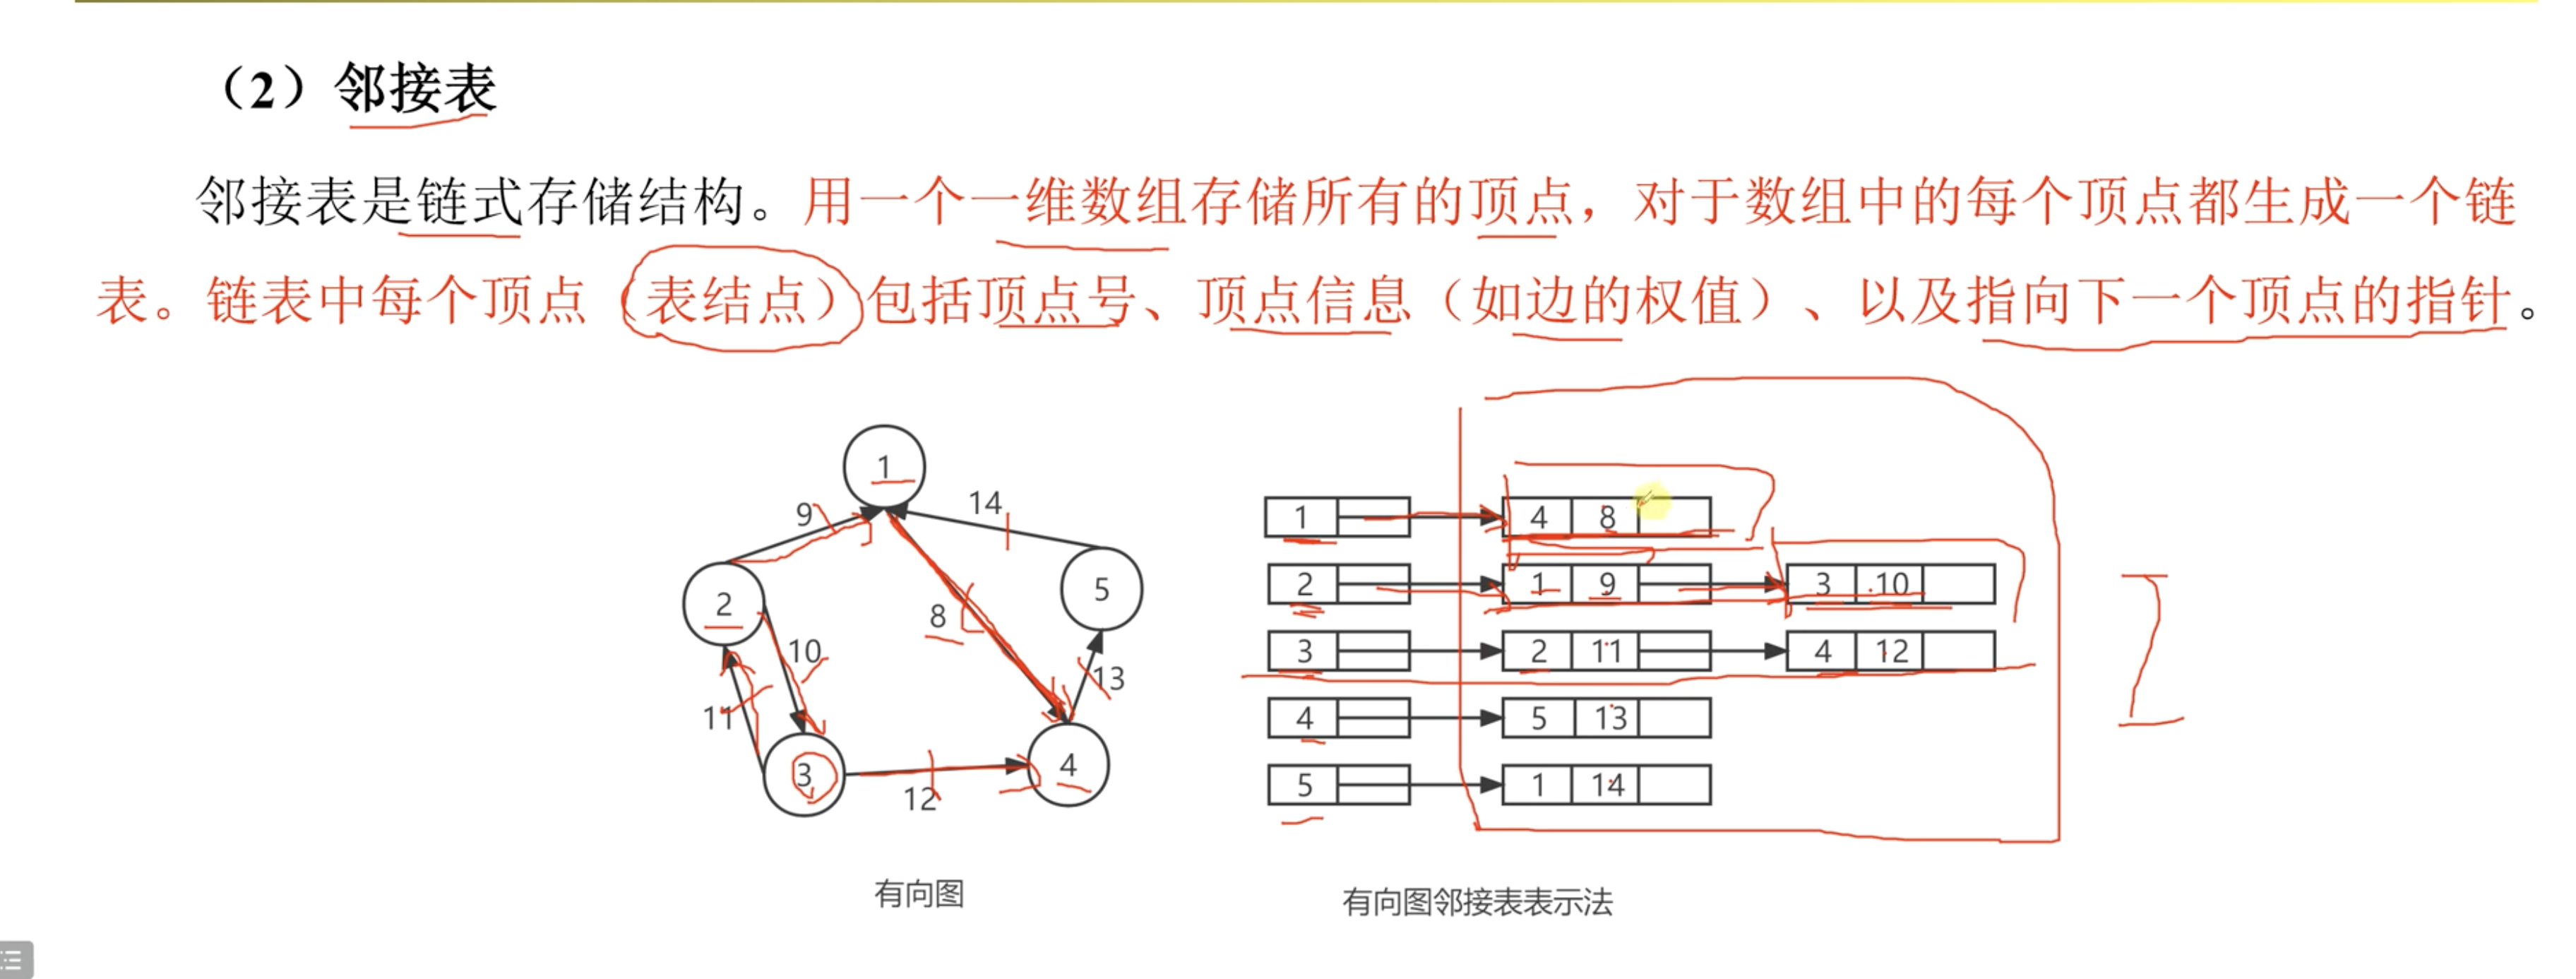 （2）邻接表
邻接表是链式存储结构。用一个一维数组存储所有的顶点，对于数组中的每个顶点都生成一个链
表。链表中每个顶点（表结点）包括顶点号、顶点信息（如边的权值）、以及指向下一个顶点的指针。
1
9
14
2
5
8
10
13
11
3
4
12
有向图
1 4 8
2 1 9 3 10
3 2 11 4 12
4 5 13
5 1 14
有向图邻接表表示法